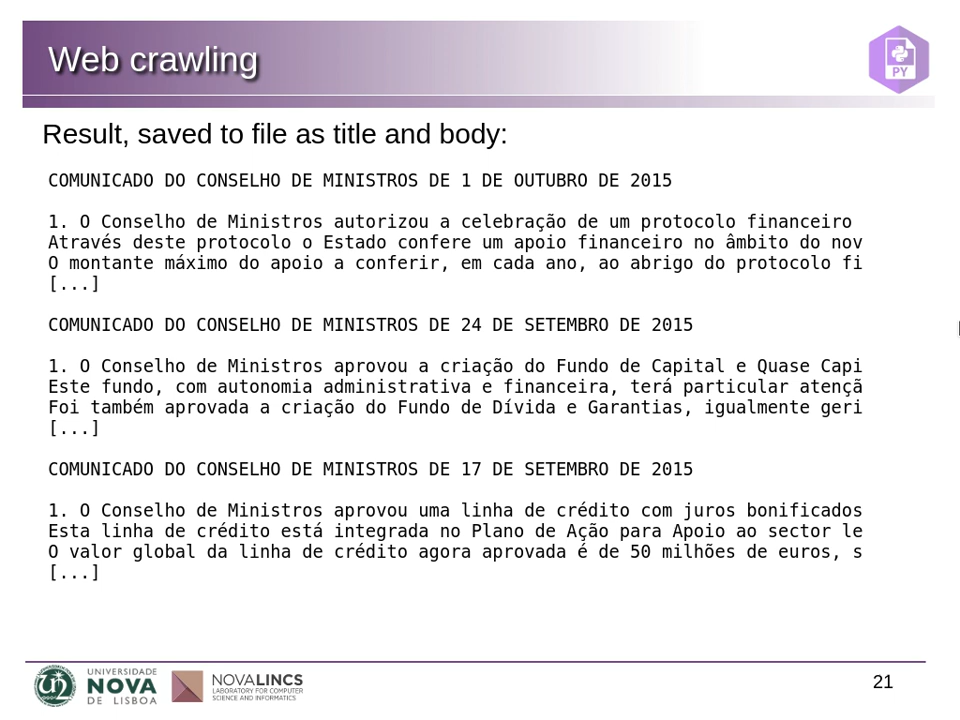 Web crawling
PY
Result, saved to file as title and body:
COMUNICADO DO CONSELHO DE MINISTROS DE 1 DE OUTUBRO DE 2015
1. O Conselho de Ministros autorizou a celebração de um protocolo financeiro
Através deste protocolo o Estado confere um apoio financeiro no âmbito do nov
O montante máximo do apoio a conferir, em cada ano, ao abrigo do protocolo fi
[...]
COMUNICADO DO CONSELHO DE MINISTROS DE 24 DE SETEMBRO DE 2015
1. O Conselho de Ministros aprovou a criação do Fundo de Capital e Quase Capi
Este fundo, com autonomia administrativa e financeira, terá particular atençã
Foi também aprovada a criação do Fundo de Dívida e Garantias, igualmente geri
[...]
COMUNICADO DO CONSELHO DE MINISTROS DE 17 DE SETEMBRO DE 2015
1. O Conselho de Ministros aprovou uma linha de crédito com juros bonificados
Esta linha de crédito está integrada no Plano de Ação para Apoio ao sector le
O valor global da linha de crédito agora aprovada é de 50 milhões de euros, s
[...]
UNIVERSIDADE
NOVA
DE LISBOA
NOVALINCS
LABORATORY FOR COMPUTER
SCIENCE AND INFORMATICS
21